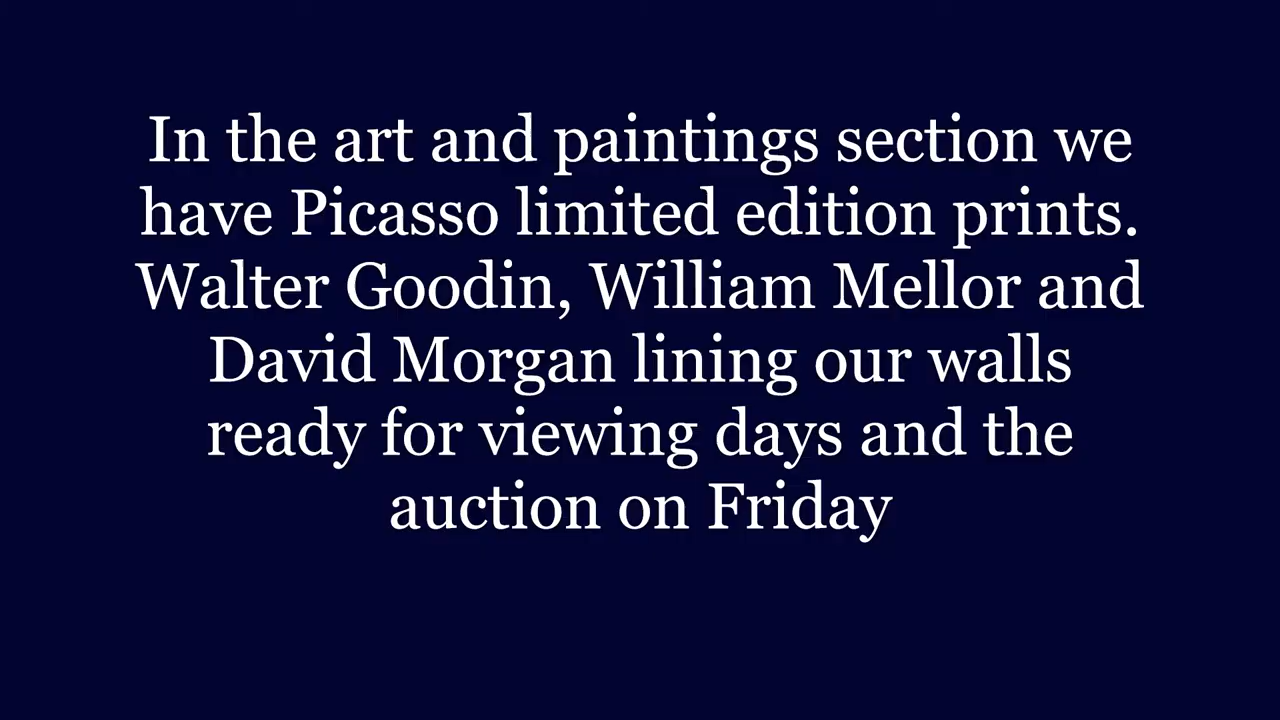 In the art and paintings section we
have Picasso limited edition prints.
Walter Goodin, William Mellor and
David Morgan lining our walls
ready for viewing days and the
auction on Friday